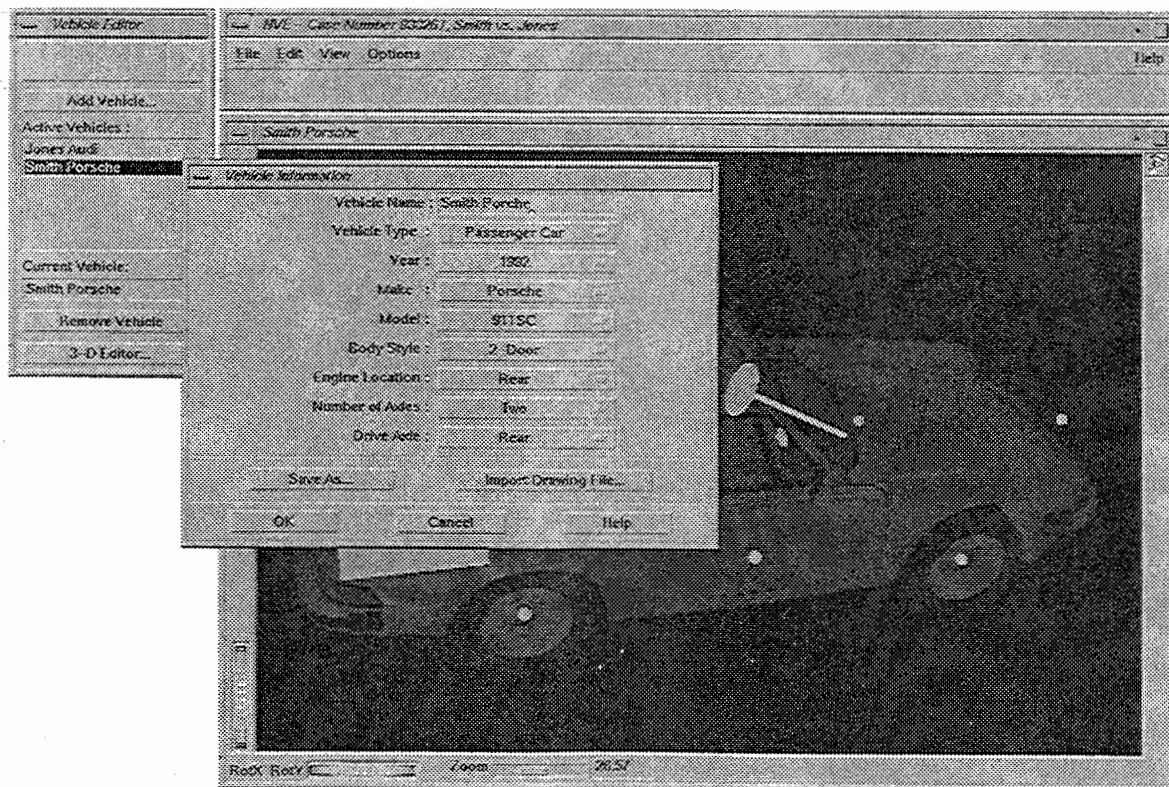 Vehicle Editor
Add Vehicle...
Active Vehicles :
Jones Audi
Smith Porsche
Current Vehicle:
Smith Porsche
Remove Vehicle
3-D Editor...
HVE - Case Number 833261, Smith vs. Jones
File Edit View Options Help
Smith Porsche
Vehicle Information
Vehicle Name : Smith Porche
Vehicle Type : Passenger Car
Year : 1982
Make : Porsche
Model : 911SC
Body Style : 2-Door
Engine Location : Rear
Number of Axles : Two
Drive Axle : Rear
Save As... Import Drawing File...
OK Cancel Help
RotX RotY Zoom